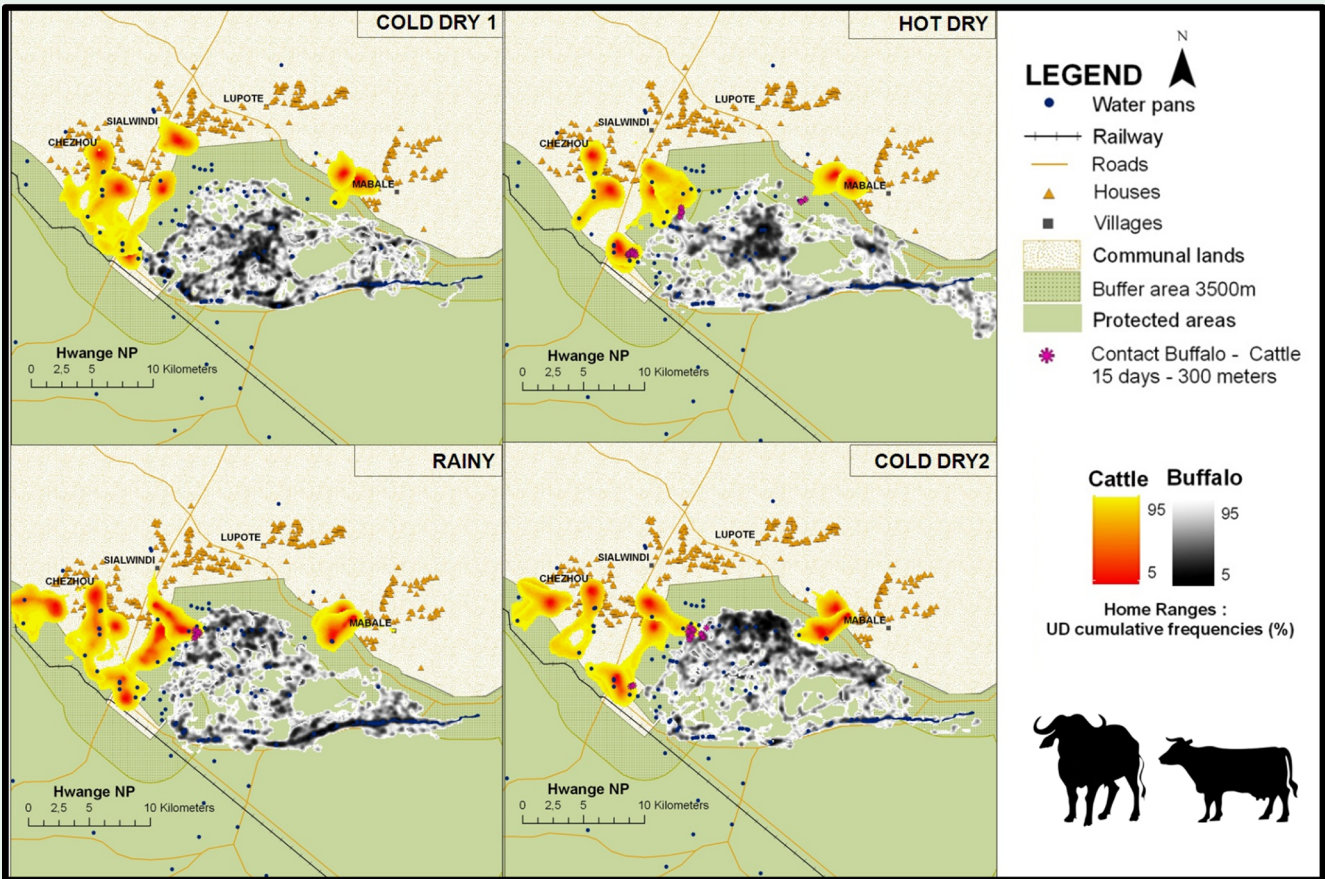 COLD DRY 1
LUPOTE
SIALWINDI
CHEZHOU
MABALE
Hwange NP
0 2,5 5 10 Kilometers
HOT DRY
LUPOTE
SIALWINDI
CHEZHOU
MABALE
Hwange NP
0 2,5 5 10 Kilometers
RAINY
LUPOTE
SIALWINDI
CHEZHOU
MABALE
Hwange NP
0 2,5 5 10 Kilometers
COLD DRY2
LUPOTE
SIALWINDI
CHEZHOU
MABALE
Hwange NP
0 2,5 5 10 Kilometers
N
LEGEND
Water pans
Railway
Roads
Houses
Villages
Communal lands
Buffer area 3500m
Protected areas
Contact Buffalo - Cattle
15 days - 300 meters
Cattle Buffalo
95 95
5 5
Home Ranges :
UD cumulative frequencies (%)